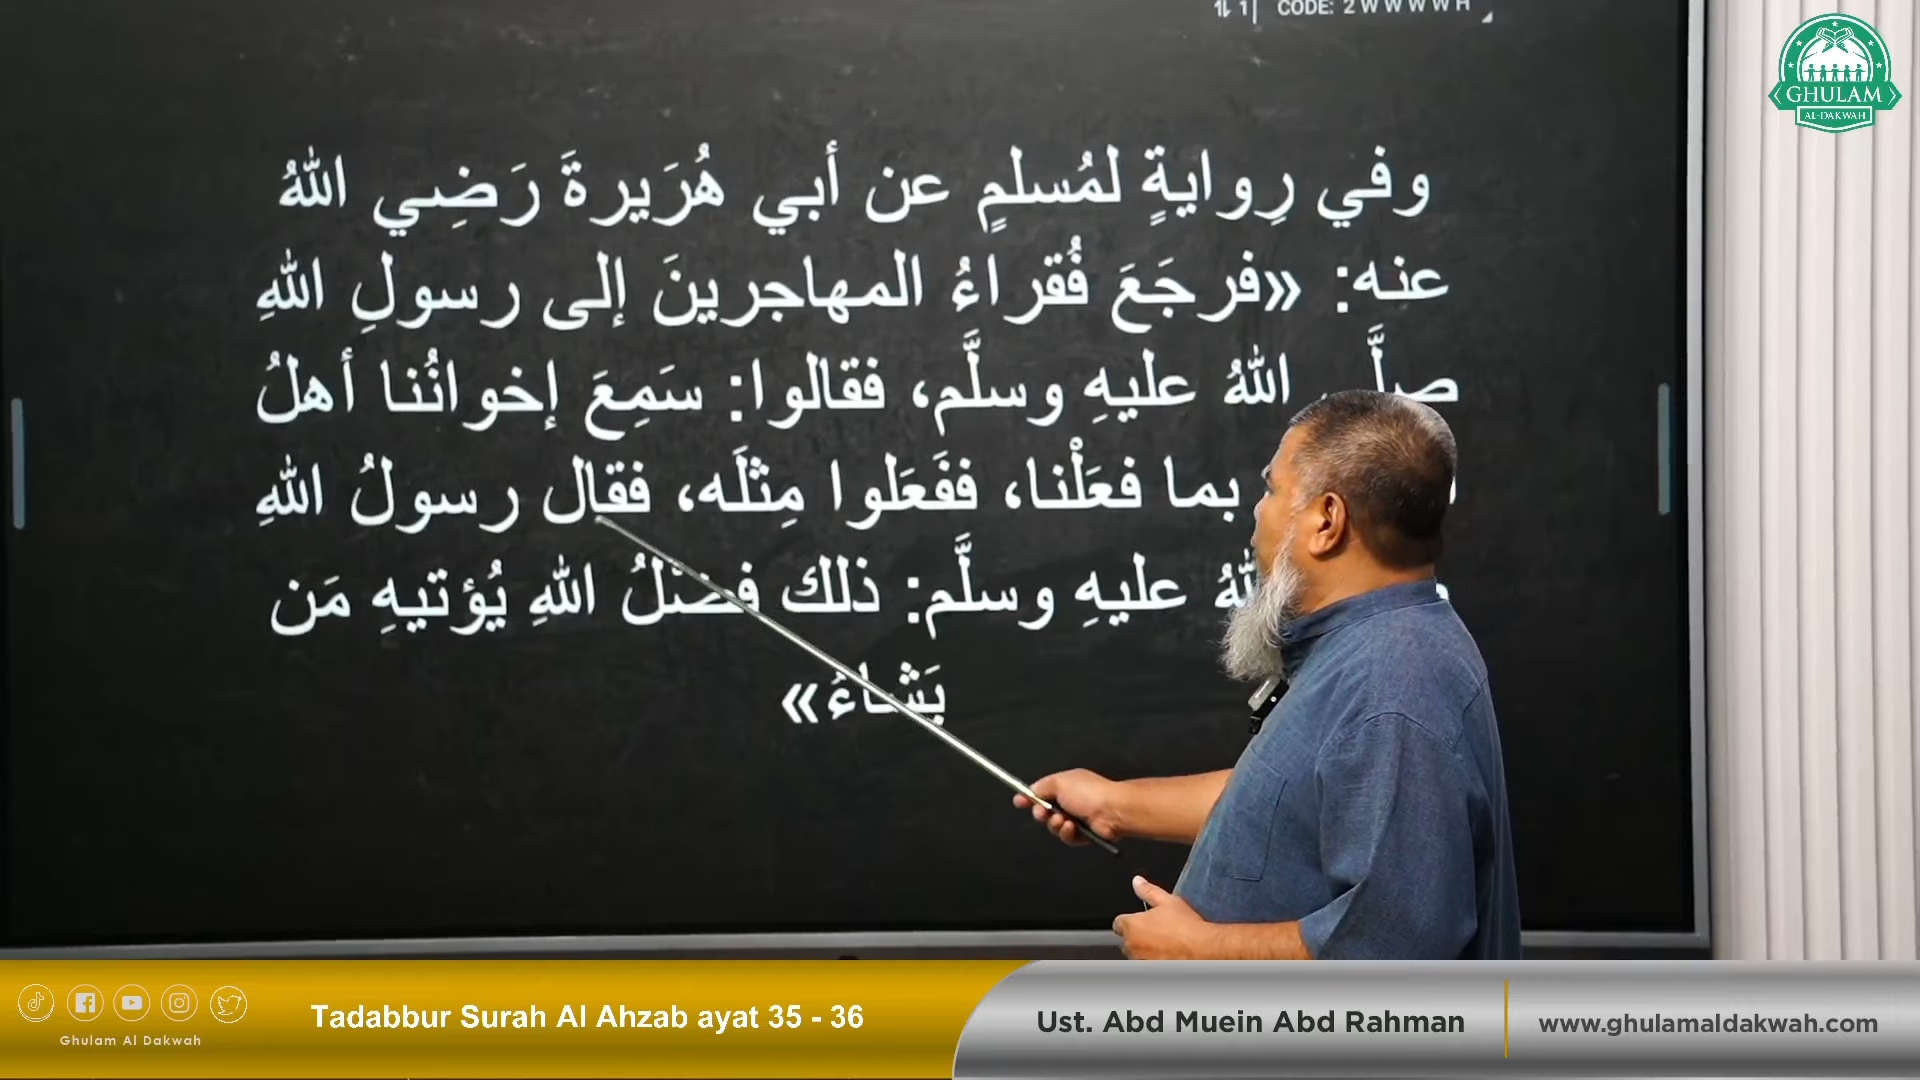 CODE: 2 W W W W H
GHULAM
AL-DAKWAH
وفي رِوايةٍ لمُسلمٍ عن أبي هُرَيرةَ رَضِي اللهُ
عنه: «فرجَعَ فُقراءُ المهاجرينَ إلى رسولِ اللهِ
اللهُ عليهِ وسلَّم، فقالوا: سَمِعَ إخوانُنا أهلُ
بما فعَلْنا، ففَعَلوا مِثْلَه، فقال رسولُ اللهِ
عليهِ وسلَّم: ذلك فضْلُ اللهِ يُؤتيهِ مَن
يَشاءُ»
Ghulam Al Dakwah
Tadabbur Surah Al Ahzab ayat 35 - 36
Ust. Abd Muein Abd Rahman
www.ghulamaldakwah.com